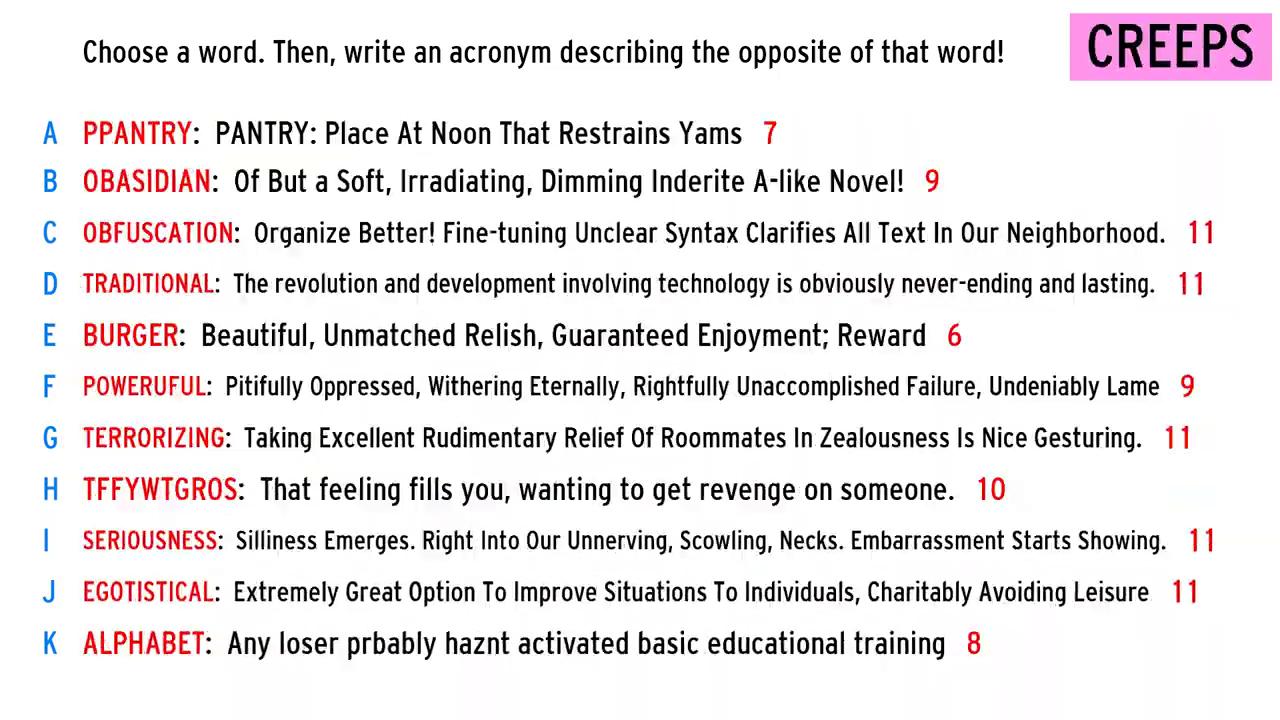 Choose a word. Then, write an acronym describing the opposite of that word!
CREEPS
A PPANTRY: PANTRY: Place At Noon That Restrains Yams 7
B OBASIDIAN: Of But a Soft, Irradiating, Dimming Inderite A-like Novel! 9
C OBFUSCATION: Organize Better! Fine-tuning Unclear Syntax Clarifies All Text In Our Neighborhood. 11
D TRADITIONAL: The revolution and development involving technology is obviously never-ending and lasting. 11
E BURGER: Beautiful, Unmatched Relish, Guaranteed Enjoyment; Reward 6
F POWERUFUL: Pitifully Oppressed, Withering Eternally, Rightfully Unaccomplished Failure, Undeniably Lame 9
G TERRORIZING: Taking Excellent Rudimentary Relief Of Roommates In Zealousness Is Nice Gesturing. 11
H TFFYWTGROS: That feeling fills you, wanting to get revenge on someone. 10
I SERIOUSNESS: Silliness Emerges. Right Into Our Unnerving, Scowling, Necks. Embarrassment Starts Showing. 11
J EGOTISTICAL: Extremely Great Option To Improve Situations To Individuals, Charitably Avoiding Leisure 11
K ALPHABET: Any loser prbably haznt activated basic educational training 8